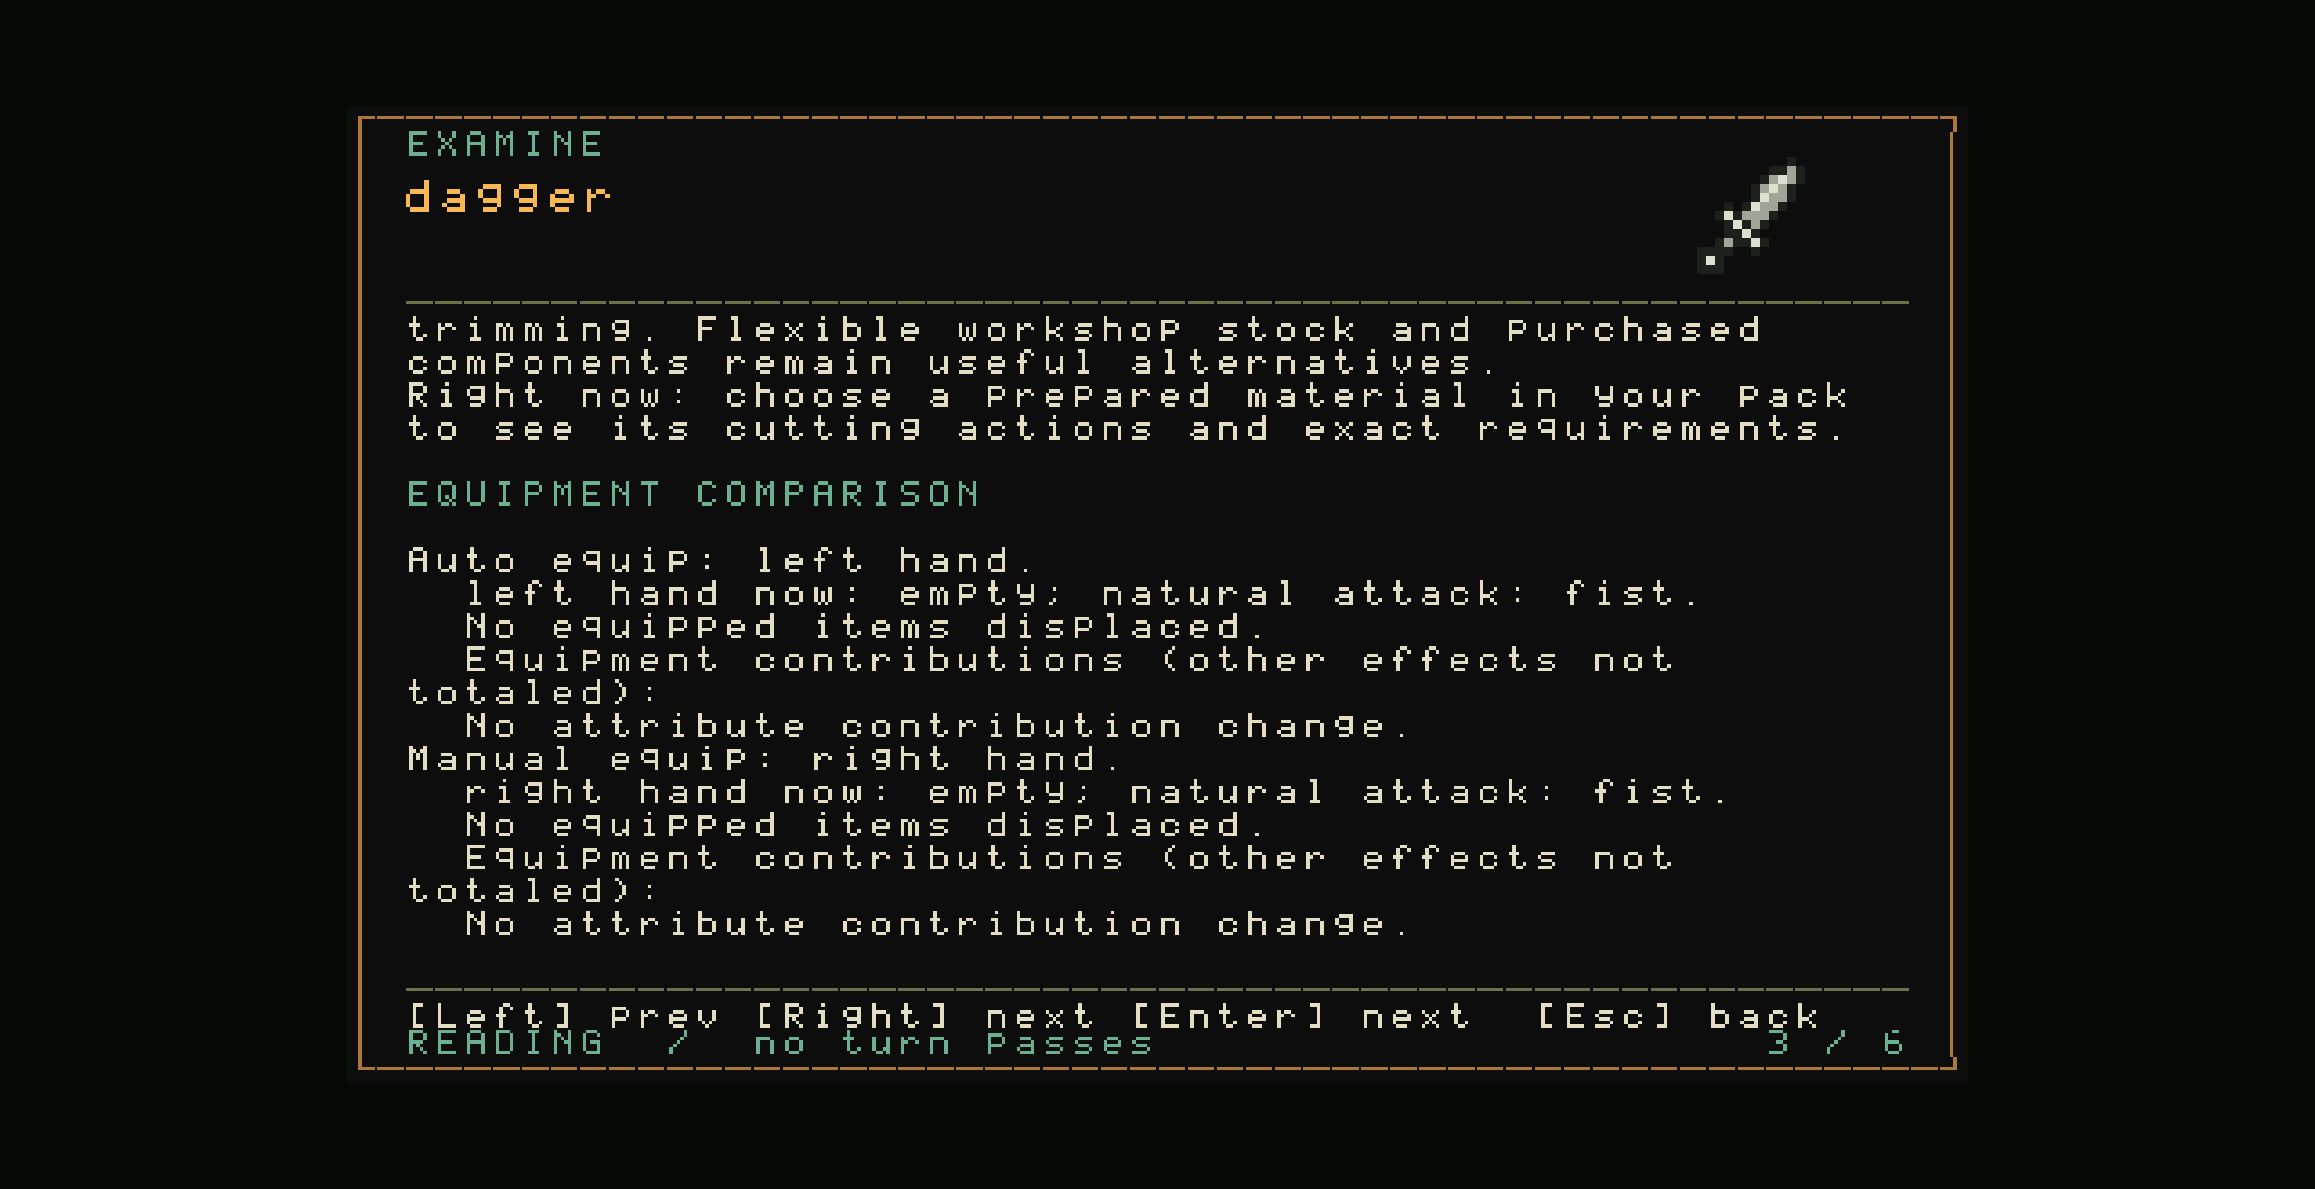 EXAMINE
dagger
trimming. Flexible workshop stock and purchased
components remain useful alternatives.
Right now: choose a prepared material in your pack
to see its cutting actions and exact requirements.
EQUIPMENT COMPARISON
Auto equip: left hand.
left hand now: empty; natural attack: fist.
No equipped items displaced.
Equipment contributions (other effects not
totaled):
No attribute contribution change.
Manual equip: right hand.
right hand now: empty; natural attack: fist.
No equipped items displaced.
Equipment contributions (other effects not
totaled):
No attribute contribution change.
[Left] prev [Right] next [Enter] next [Esc] back
READING / no turn passes 3 / 6